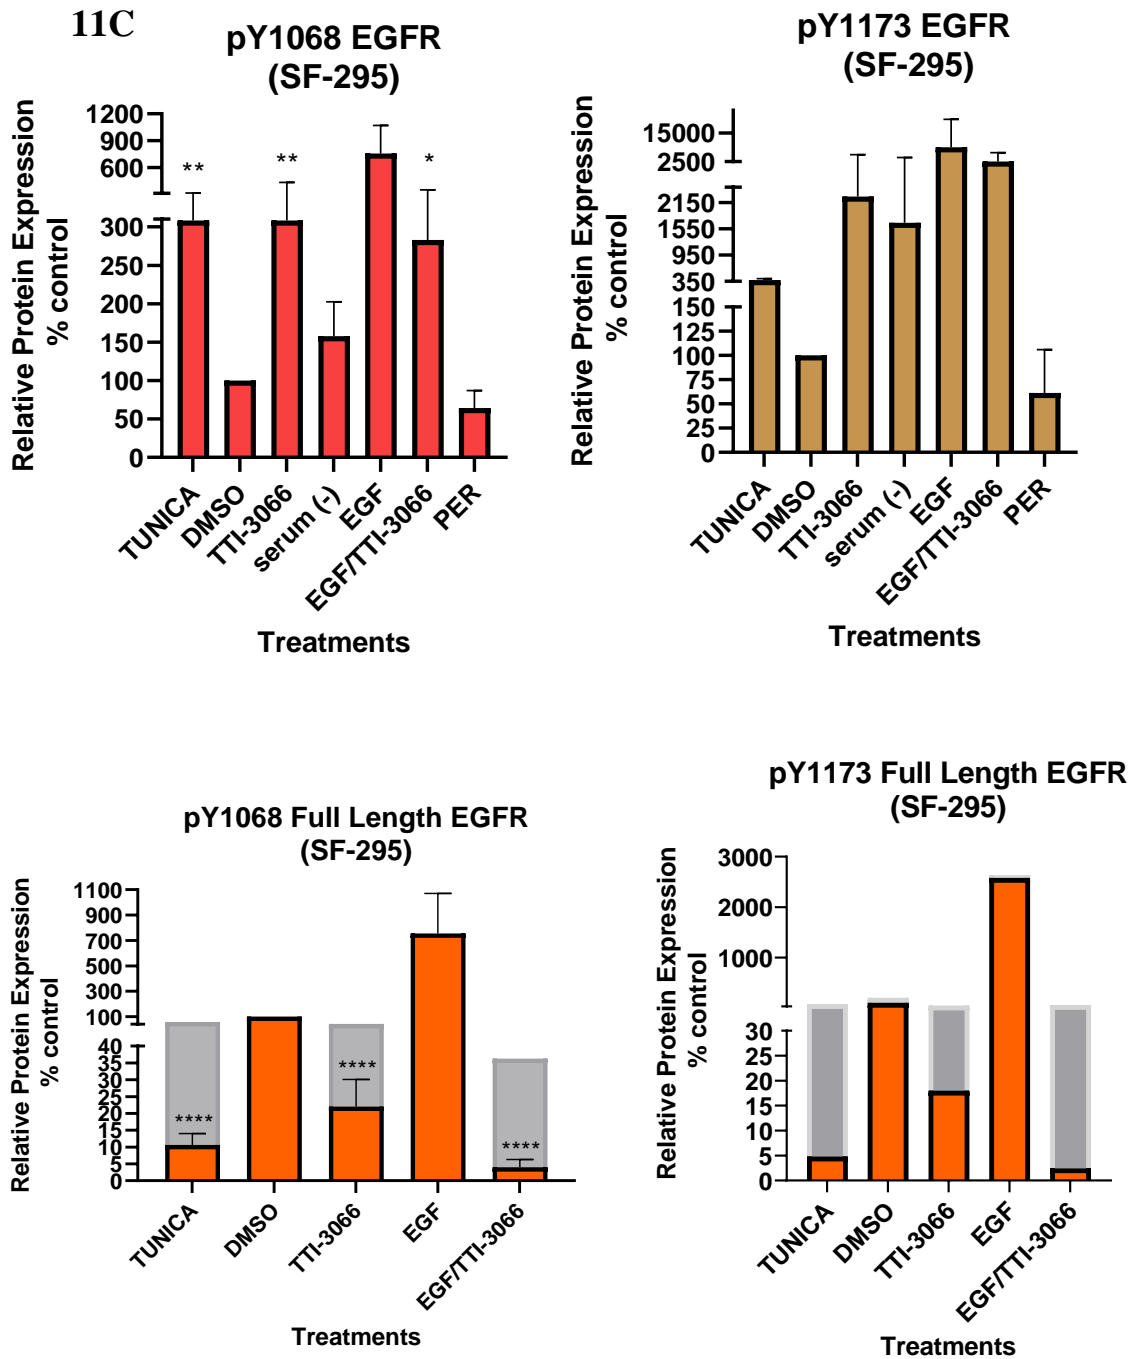 11C
pY1068 EGFR
(SF-295)
Relative Protein Expression
% control
1200
900
600
300
250
200
150
100
50
0
**
**
*
TUNICA
DMSO
TTI-3066
serum (-)
EGF
EGF/TTI-3066
PER
Treatments
pY1173 EGFR
(SF-295)
Relative Protein Expression
% control
15000
2500
2150
1550
950
350
150
125
100
75
50
25
0
TUNICA
DMSO
TTI-3066
serum (-)
EGF
EGF/TTI-3066
PER
Treatments
pY1068 Full Length EGFR
(SF-295)
Relative Protein Expression
% control
1100
900
700
500
300
100
40
35
30
25
20
15
10
5
0
****
****
****
TUNICA
DMSO
TTI-3066
EGF
EGF/TTI-3066
Treatments
pY1173 Full Length EGFR
(SF-295)
Relative Protein Expression
% control
3000
2000
1000
30
25
20
15
10
5
0
TUNICA
DMSO
TTI-3066
EGF
EGF/TTI-3066
Treatments